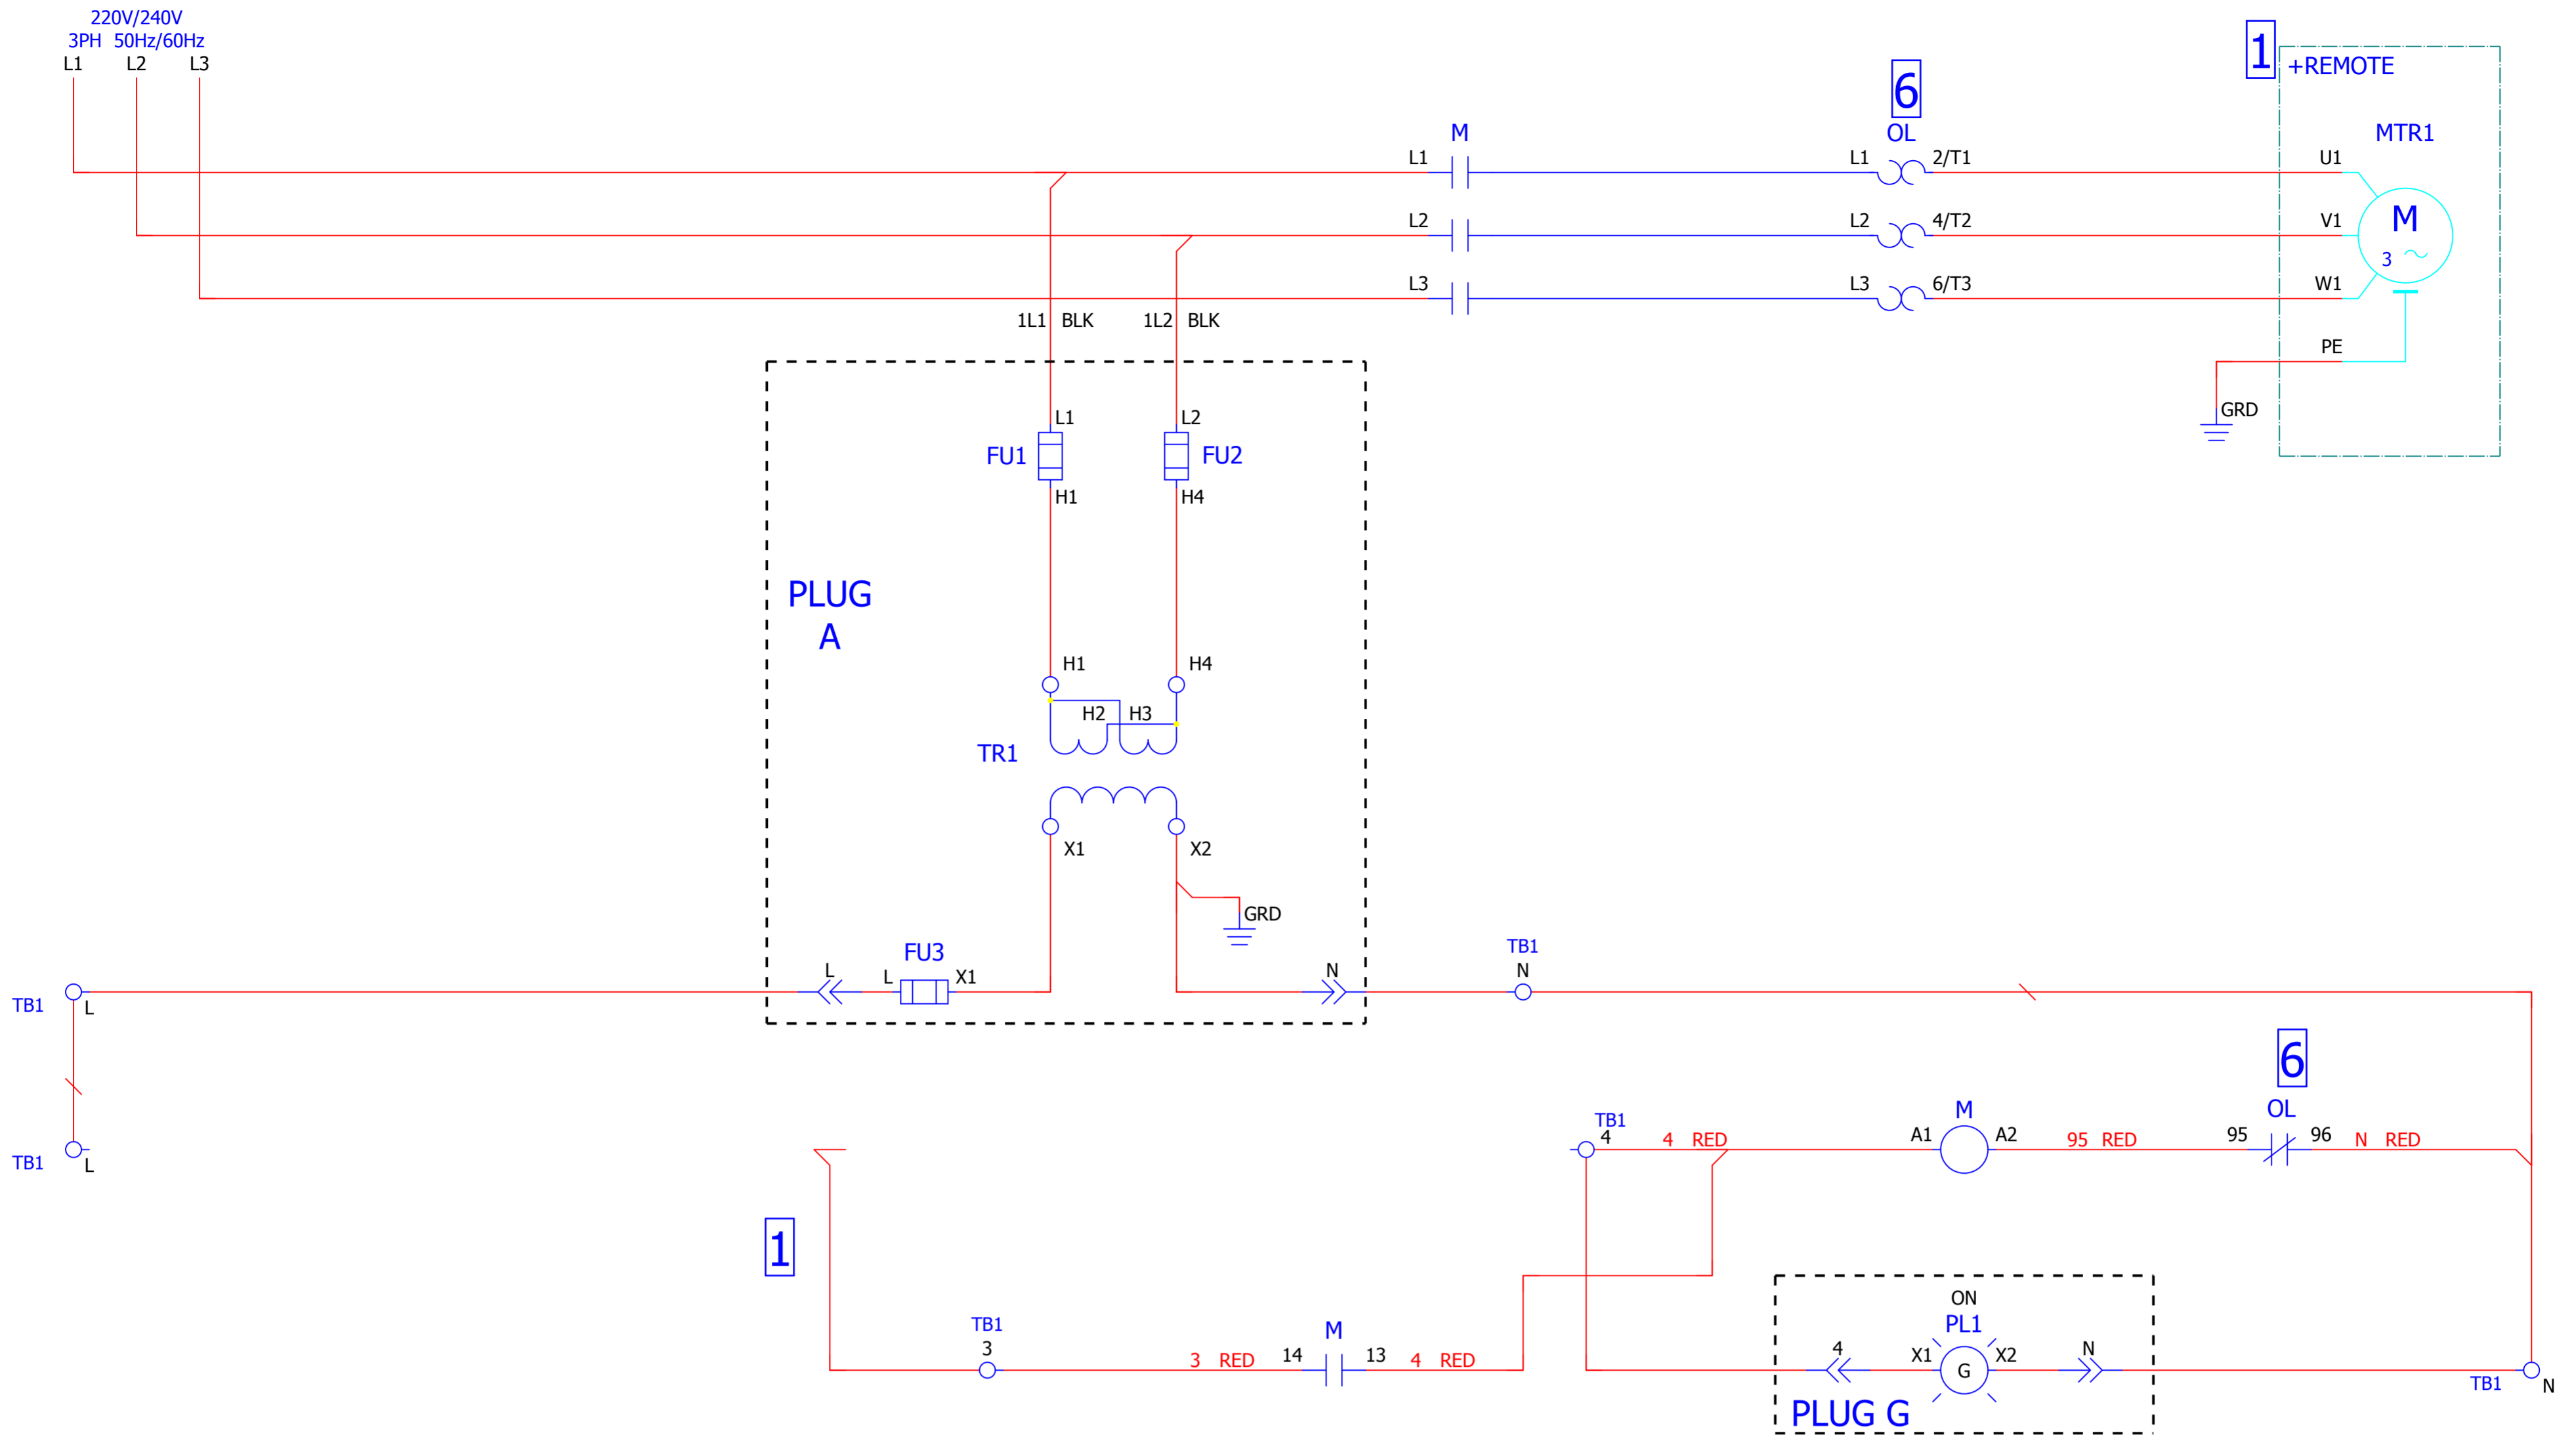 220V/240V
3PH 50Hz/60Hz
L1 L2 L3
1
+REMOTE
6
OL
M
MTR1
L1
L1 2/T1
U1
L2
L2 4/T2
V1
M
3
L3
L3 6/T3
W1
1L1 BLK
1L2 BLK
PE
GRD
L1
L2
FU1
FU2
H1
H4
PLUG
A
H1
H4
H2 H3
TR1
X1
X2
GRD
FU3
L
L X1
N
TB1
N
TB1
L
6
OL
TB1
L
TB1
4
4 RED
M
A1 A2
95 RED
95 96
N RED
1
TB1
3
3 RED
M
14 13
4 RED
ON
PL1
4
X1 X2
G
N
PLUG G
TB1
N